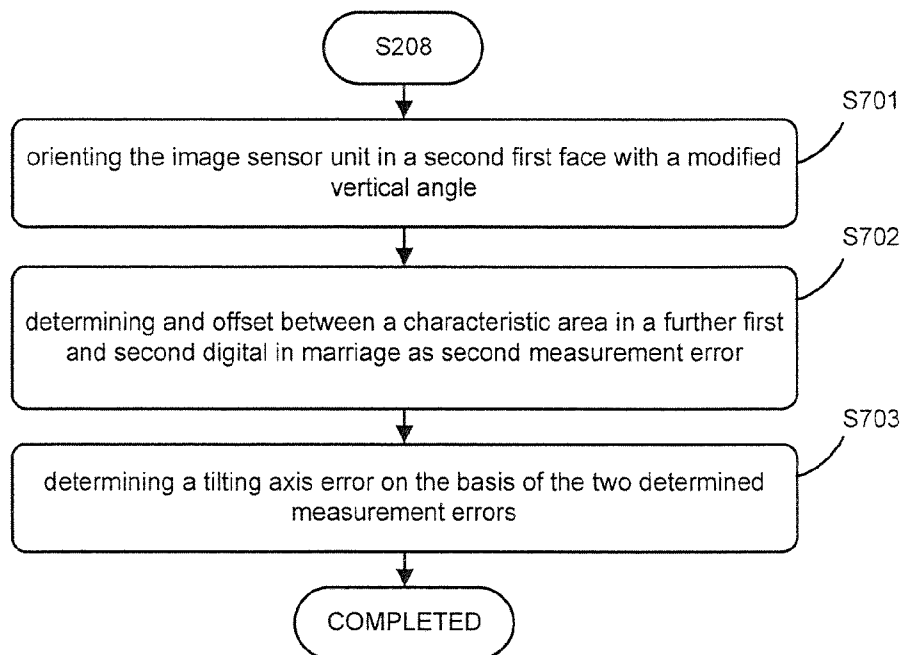 S208
S701
orienting the image sensor unit in a second first face with a modified
vertical angle
S702
determining and offset between a characteristic area in a further first
and second digital in marriage as second measurement error
S703
determining a tilting axis error on the basis of the two determined
measurement errors
COMPLETED